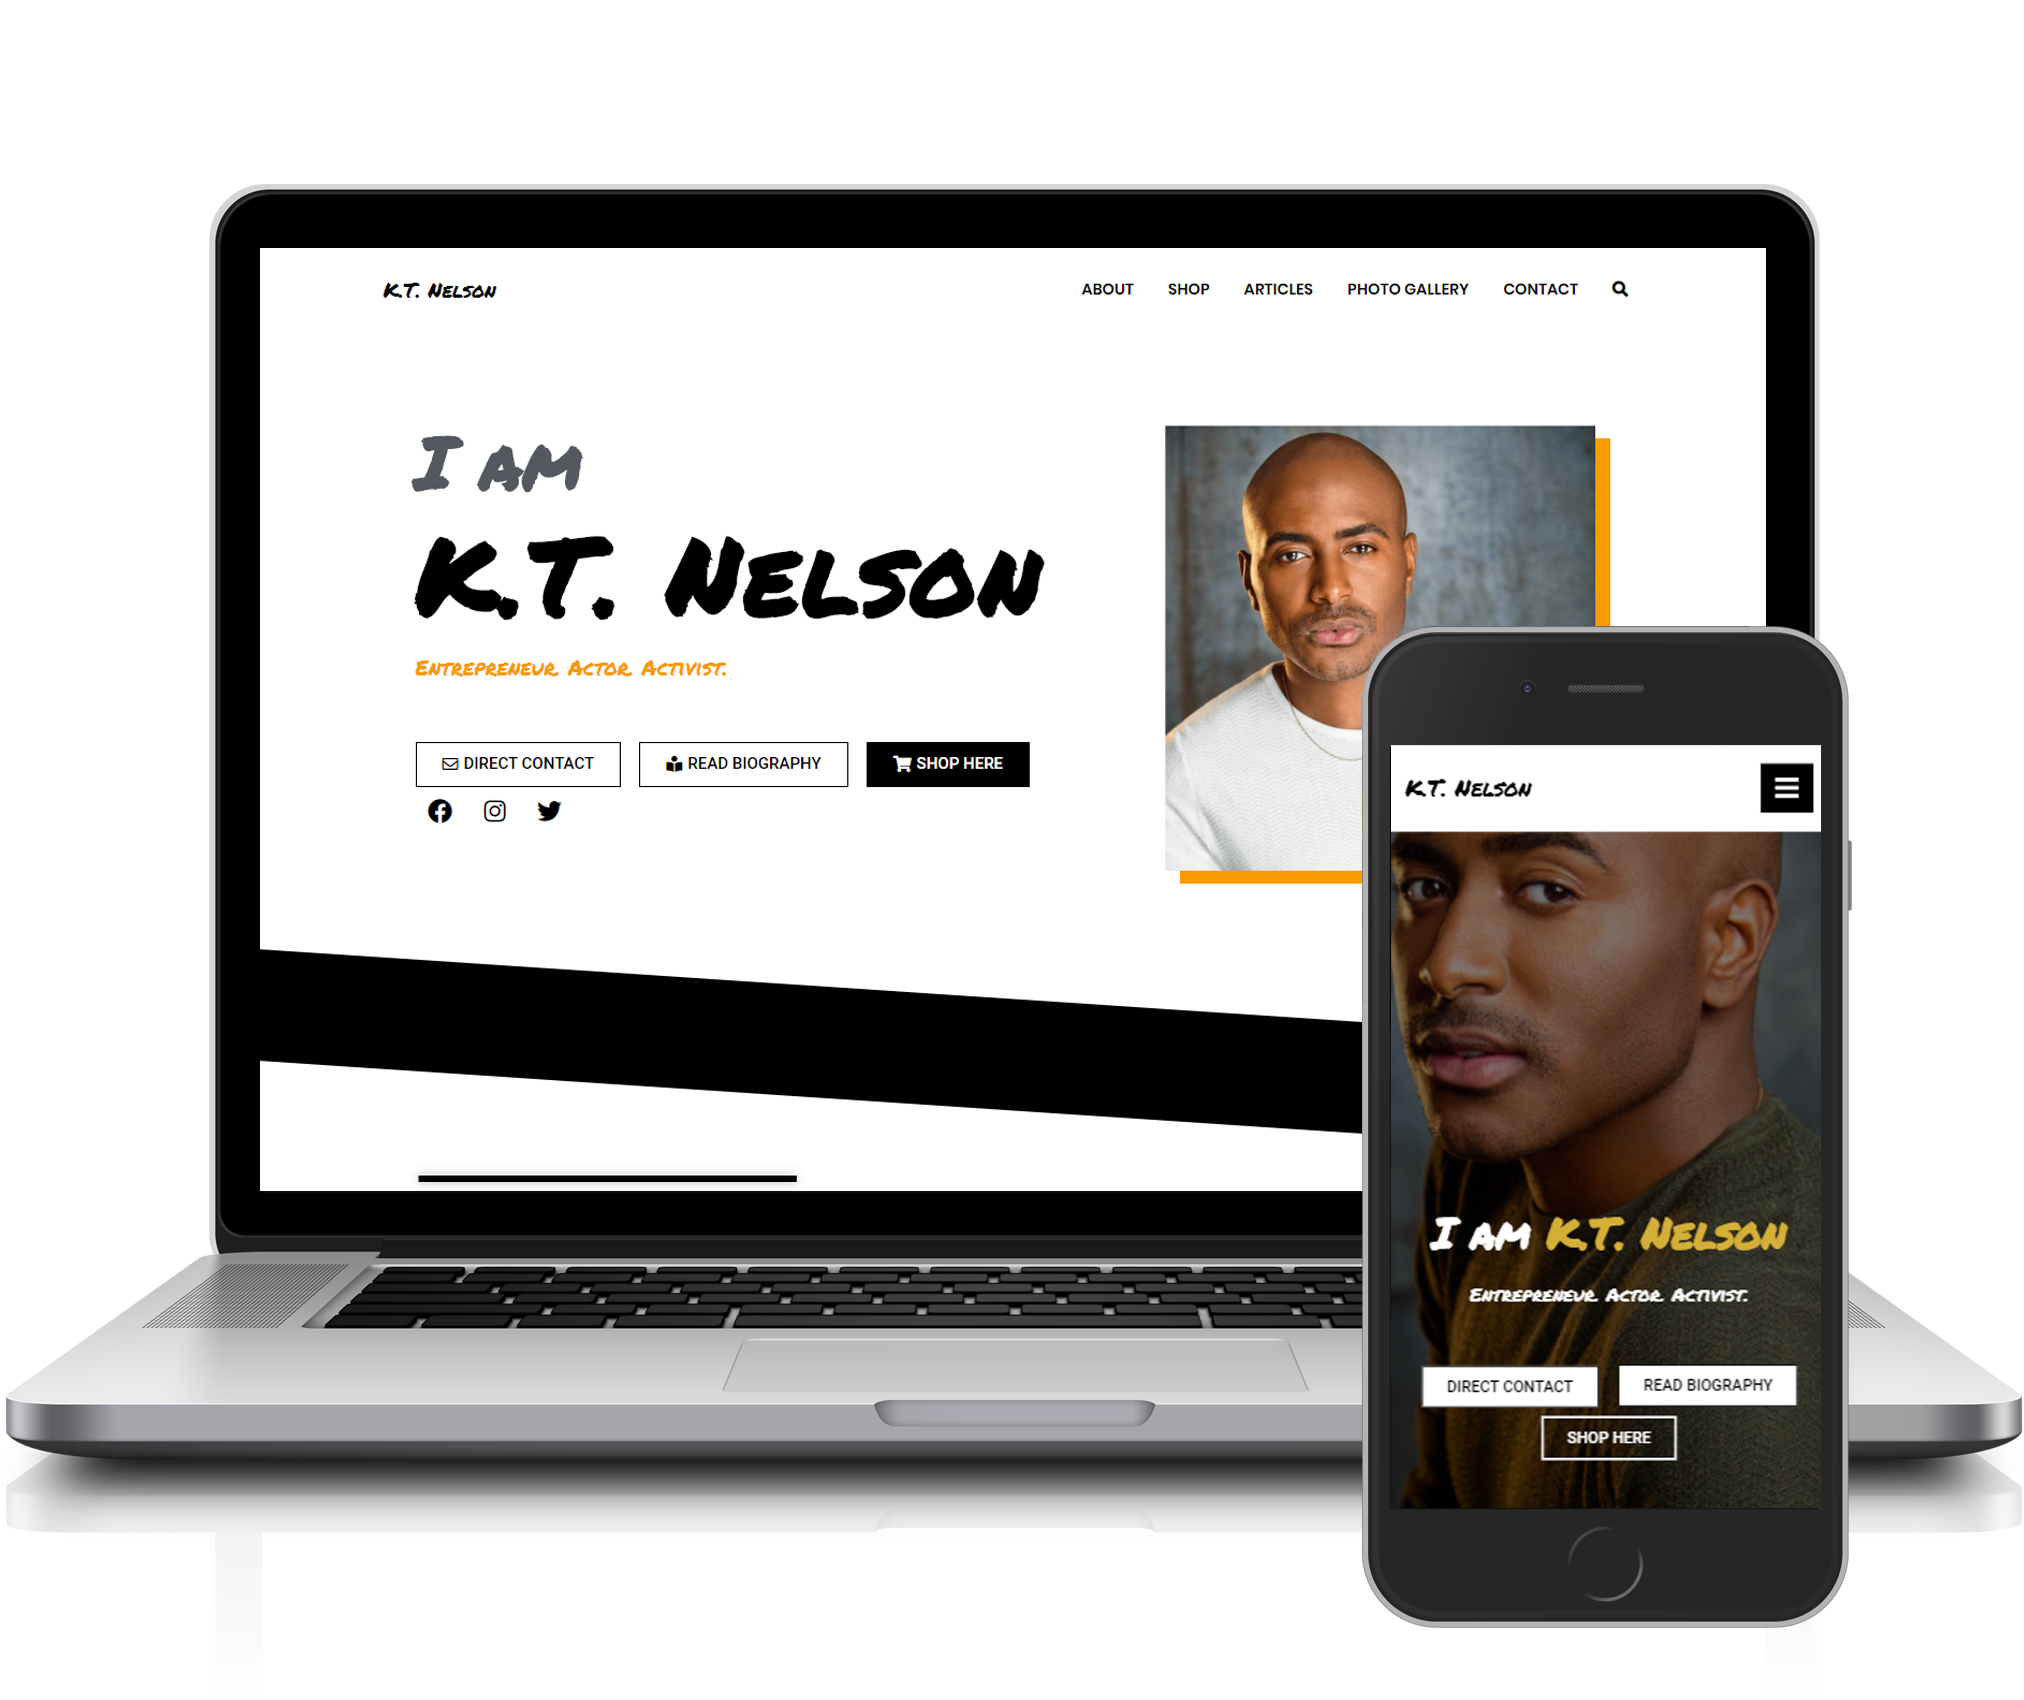 K.T. Nelson
ABOUT SHOP ARTICLES PHOTO GALLERY CONTACT
I am
K.T. Nelson
Entrepreneur. Actor. Activist.
DIRECT CONTACT READ BIOGRAPHY SHOP HERE
K.T. Nelson
I am K.T. Nelson
Entrepreneur. Actor. Activist.
DIRECT CONTACT READ BIOGRAPHY
SHOP HERE